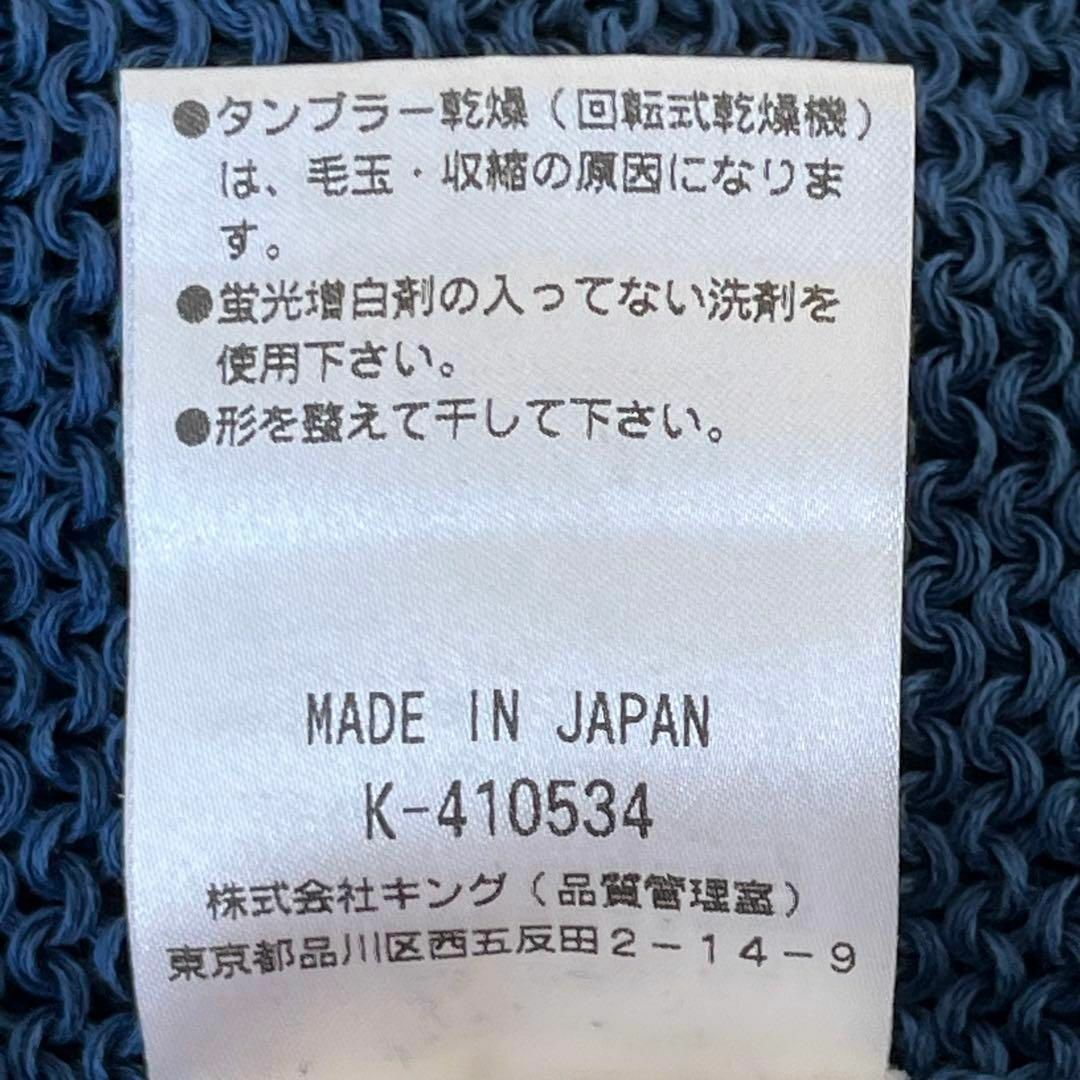 ●タンブラー乾燥（回転式乾燥機）
は、毛玉・収縮の原因になりま
す。
●蛍光増白剤の入ってない洗剤を
使用下さい。
●形を整えて干して下さい。
MADE IN JAPAN
K-410534
株式会社キング（品質管理室）
東京都品川区西五反田２－１４－９